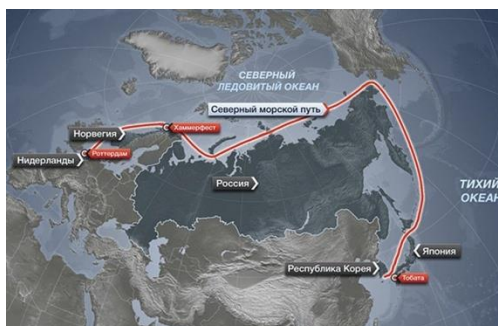 СЕВЕРНЫЙ
ЛЕДОВИТЫЙ ОКЕАН
Северный морской путь
Норвегия
Хаммерфест
Нидерланды
Роттердам
Россия
ТИХИЙ
ОКЕАН
Япония
Республика Корея
Тобата